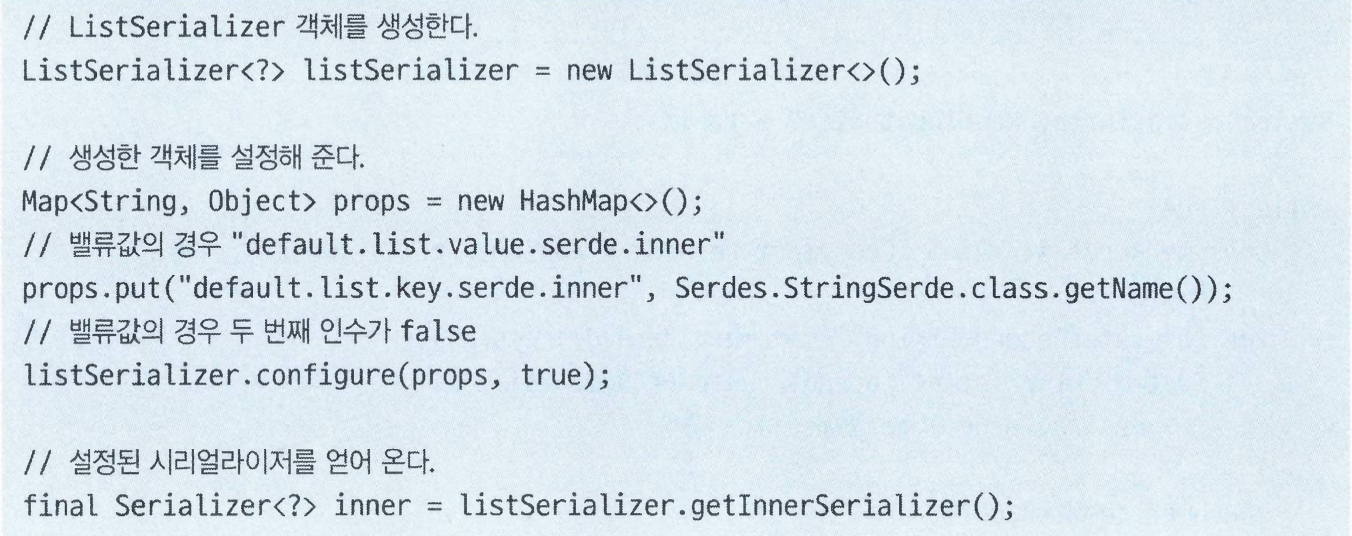 // ListSerializer 객체를 생성한다.
ListSerializer<?> listSerializer = new ListSerializer<>();
// 생성한 객체를 설정해 준다.
Map<String, Object> props = new HashMap<>();
// 밸류값의 경우 "default.list.value.serde.inner"
props.put("default.list.key.serde.inner", Serdes.StringSerde.class.getName());
// 밸류값의 경우 두 번째 인수가 false
listSerializer.configure(props, true);
// 설정된 시리얼라이저를 얻어 온다.
final Serializer<?> inner = listSerializer.getInnerSerializer();